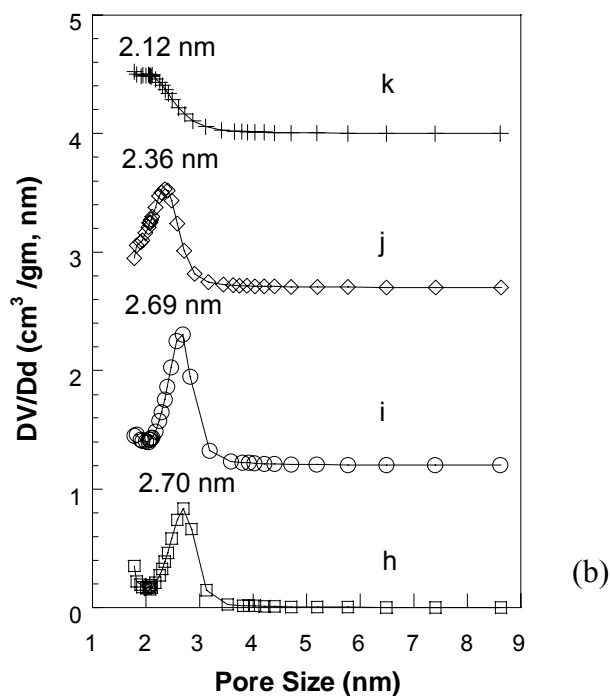 5
2.12 nm
k
4
2.36 nm
j
3
2.69 nm
i
2
2.70 nm
h
1
0
(b)
1 2 3 4 5 6 7 8 9
Pore Size (nm)
DV/Dd (cm³ /gm, nm)